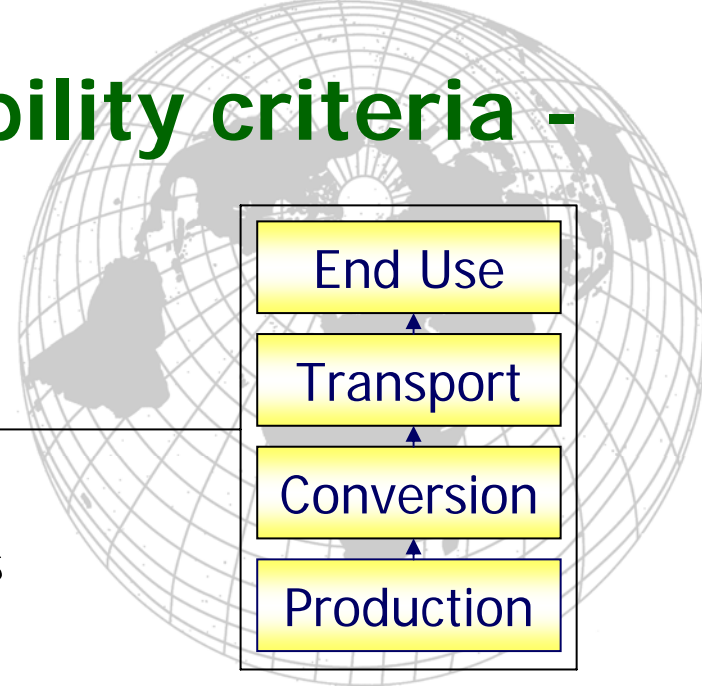 bility criteria -
End Use
Transport
Conversion
Production
s